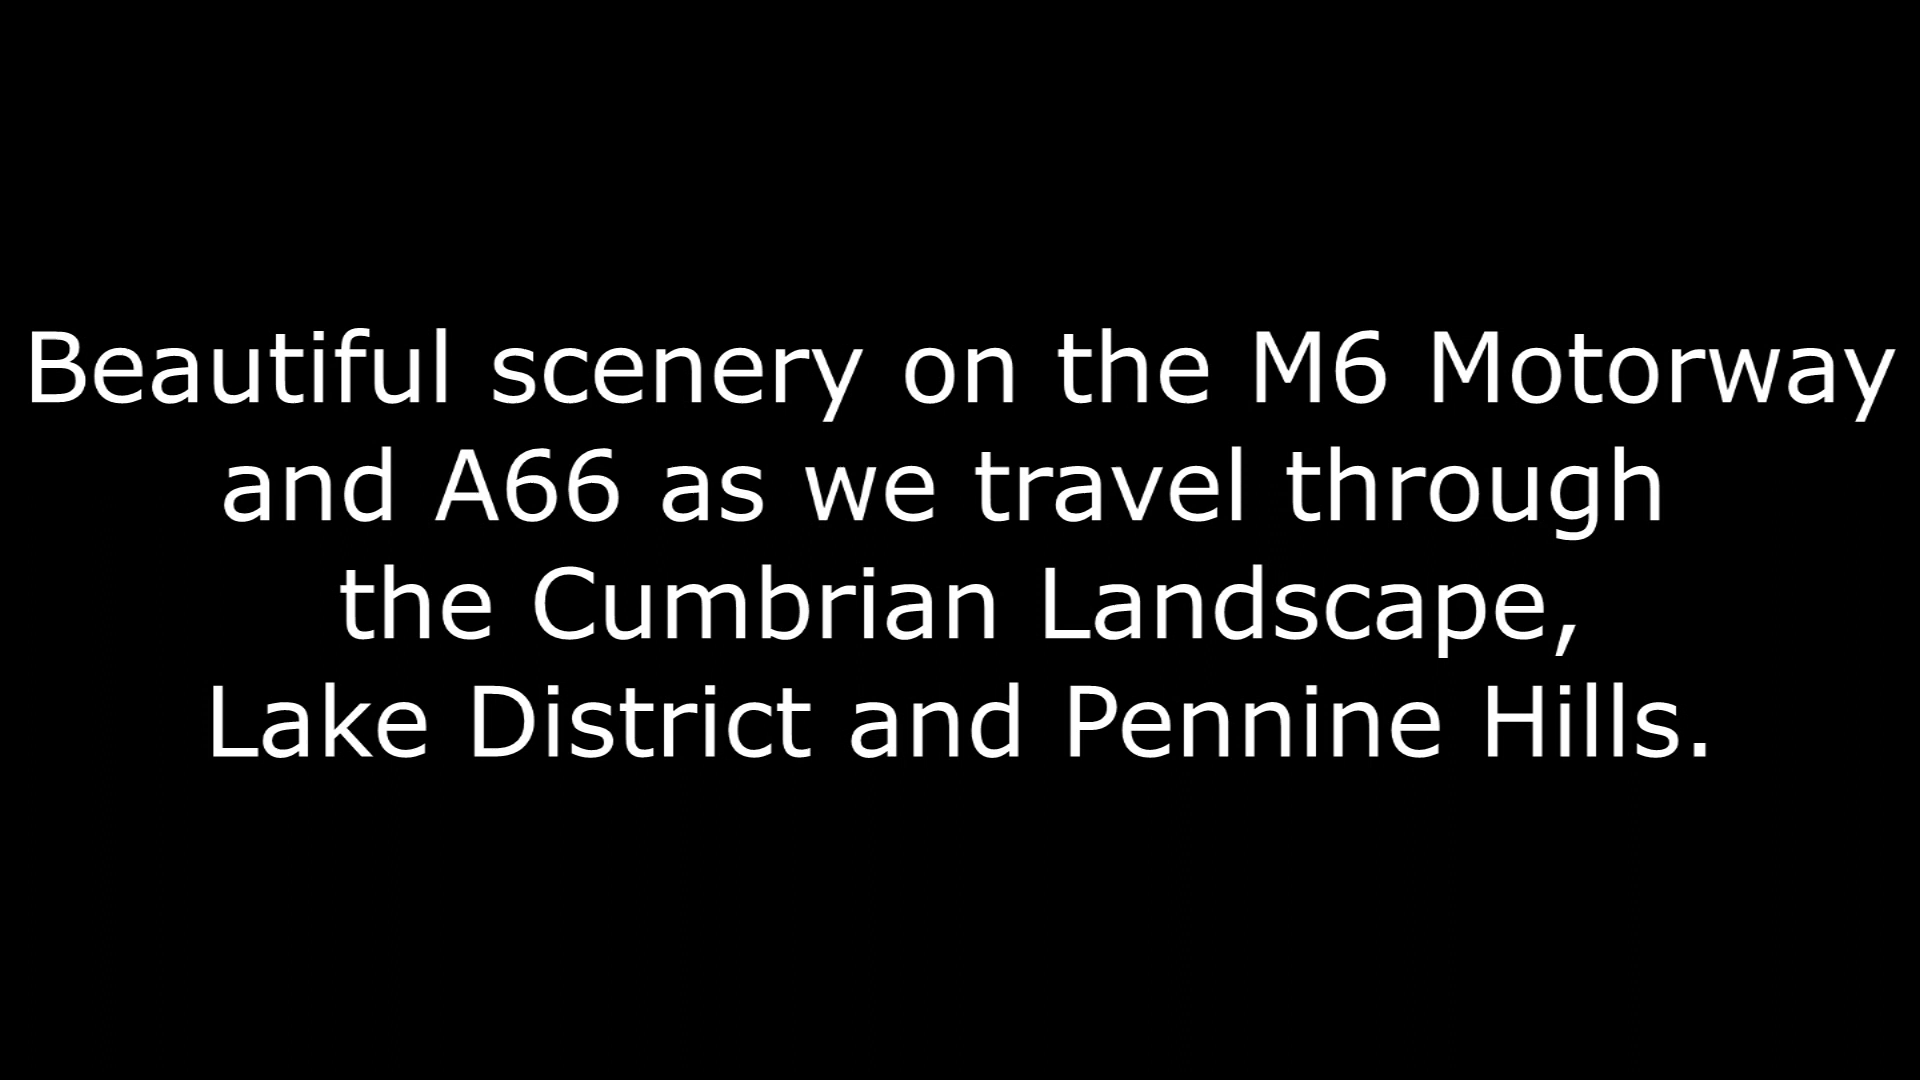 Beautiful scenery on the M6 Motorway
and A66 as we travel through
the Cumbrian Landscape,
Lake District and Pennine Hills.